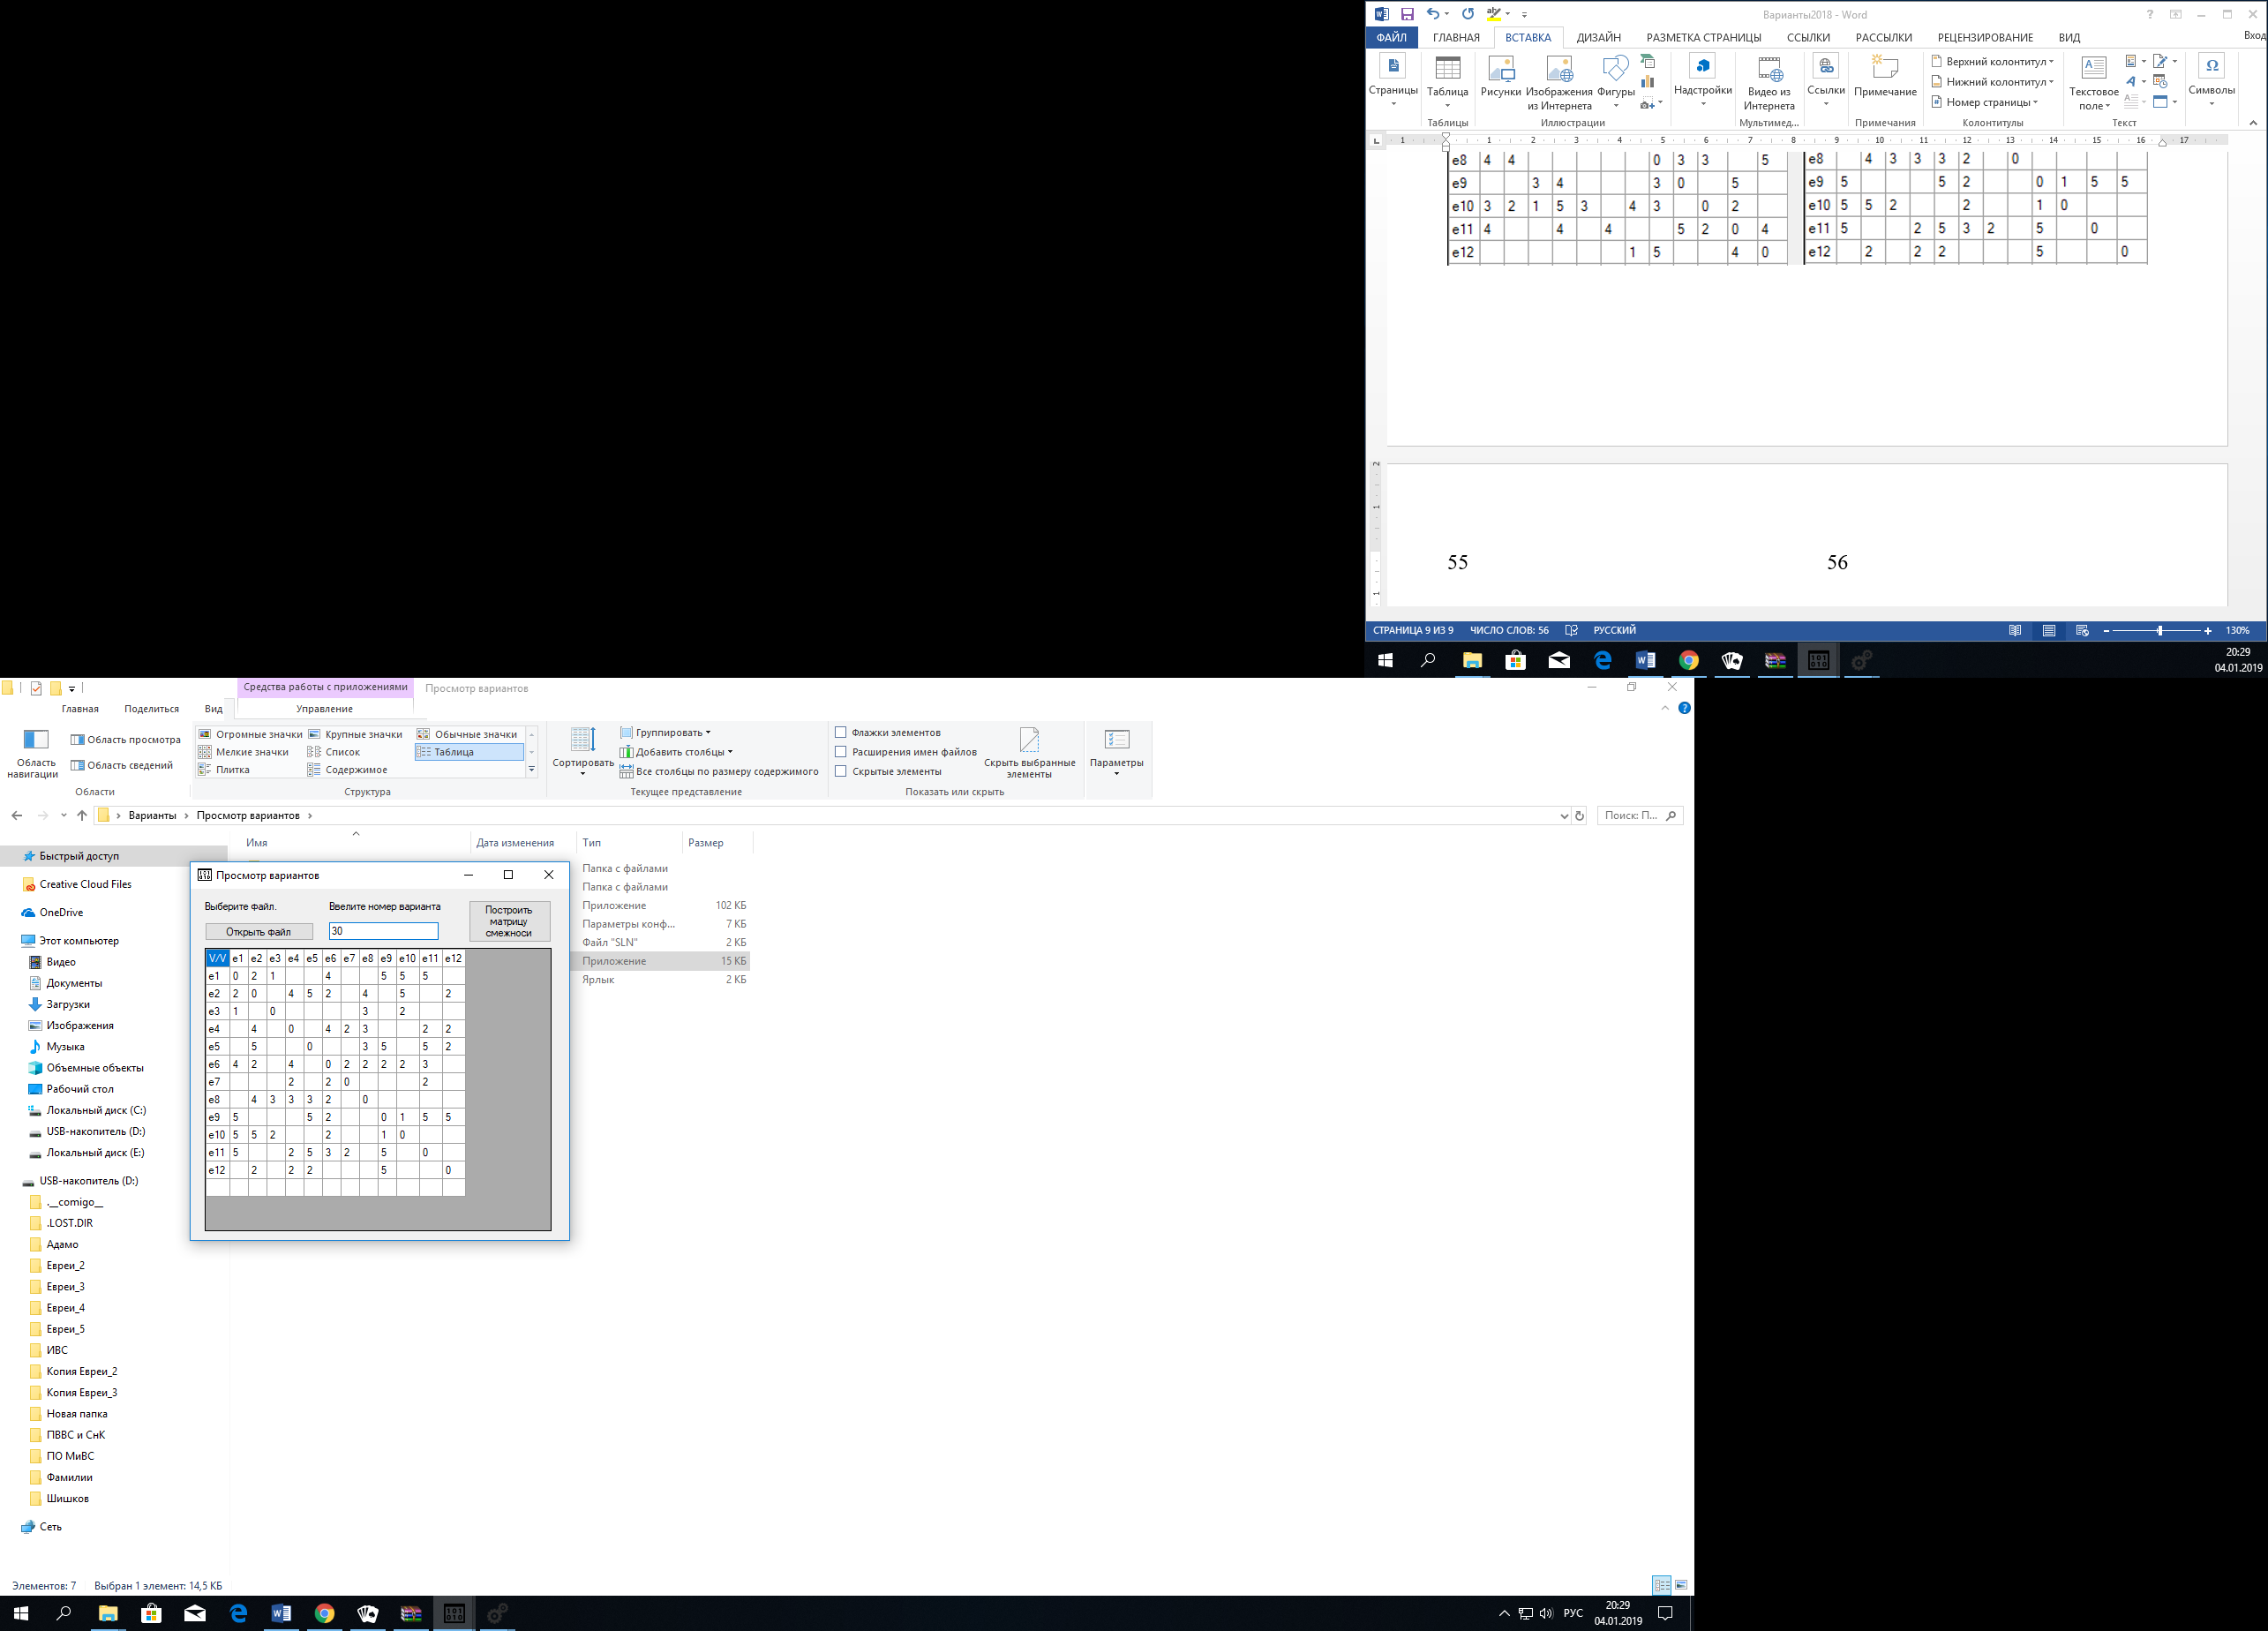 Варианты2018 - Word
Вход
ФАЙЛ ГЛАВНАЯ ВСТАВКА ДИЗАЙН РАЗМЕТКА СТРАНИЦЫ ССЫЛКИ РАССЫЛКИ РЕЦЕНЗИРОВАНИЕ ВИД
Верхний колонтитул
Страницы Таблица Рисунки Изображения из Интернета Фигуры Надстройки Видео из Интернета Ссылки Примечание Нижний колонтитул Текстовое поле Символы
Номер страницы
Таблицы Иллюстрации Мультимед... Примечания Колонтитулы Текст
1 1 2 3 4 5 6 7 8 9 10 11 12 13 14 15 16 17
e8 4 4 0 3 3 5 e8 4 3 3 3 2 0
e9 3 4 3 0 5 e9 5 5 2 0 1 5 5
e10 3 2 1 5 3 4 3 0 2 e10 5 5 2 2 1 0
e11 4 4 4 5 2 0 4 e11 5 2 5 3 2 5 0
e12 1 5 4 0 e12 2 2 2 5 0
55 56
СТРАНИЦА 9 ИЗ 9 ЧИСЛО СЛОВ: 56 РУССКИЙ 130%
20:29
04.01.2019
Средства работы с приложениями Просмотр вариантов
Главная Поделиться Вид Управление
Область навигации
Область просмотра
Область сведений
Области
Огромные значки Крупные значки Обычные значки
Мелкие значки Список Таблица
Плитка Содержимое
Структура
Сортировать
Группировать
Добавить столбцы
Все столбцы по размеру содержимого
Текущее представление
Флажки элементов
Расширения имен файлов
Скрытые элементы
Скрыть выбранные элементы
Показать или скрыть
Параметры
Варианты Просмотр вариантов Поиск: П...
Имя Дата изменения Тип Размер
Папка с файлами
Папка с файлами
Приложение 102 КБ
Параметры конф... 7 КБ
Файл "SLN" 2 КБ
Приложение 15 КБ
Ярлык 2 КБ
Быстрый доступ
Creative Cloud Files
OneDrive
Этот компьютер
Видео
Документы
Загрузки
Изображения
Музыка
Объемные объекты
Рабочий стол
Локальный диск (C:)
USB-накопитель (D:)
Локальный диск (E:)
USB-накопитель (D:)
.__comigo__
.LOST.DIR
Адамо
Евреи_2
Евреи_3
Евреи_4
Евреи_5
ИВС
Копия Евреи_2
Копия Евреи_3
Новая папка
ПВВС и СнК
ПО МиВС
Фамилии
Шишков
Сеть
Просмотр вариантов
Выберите файл. Ввелите номер варианта
Открыть файл 30
Построить матрицу смежноси
V/V e1 e2 e3 e4 e5 e6 e7 e8 e9 e10 e11 e12
e1 0 2 1 4 5 5 5
e2 2 0 4 5 2 4 5 2
e3 1 0 3 2
e4 4 0 4 2 3 2 2
e5 5 0 3 5 5 2
e6 4 2 4 0 2 2 2 2 3
e7 2 2 0 2
e8 4 3 3 3 2 0
e9 5 5 2 0 1 5 5
e10 5 5 2 2 1 0
e11 5 2 5 3 2 5 0
e12 2 2 2 5 0
Элементов: 7 Выбран 1 элемент: 14,5 КБ
РУС
20:29
04.01.2019